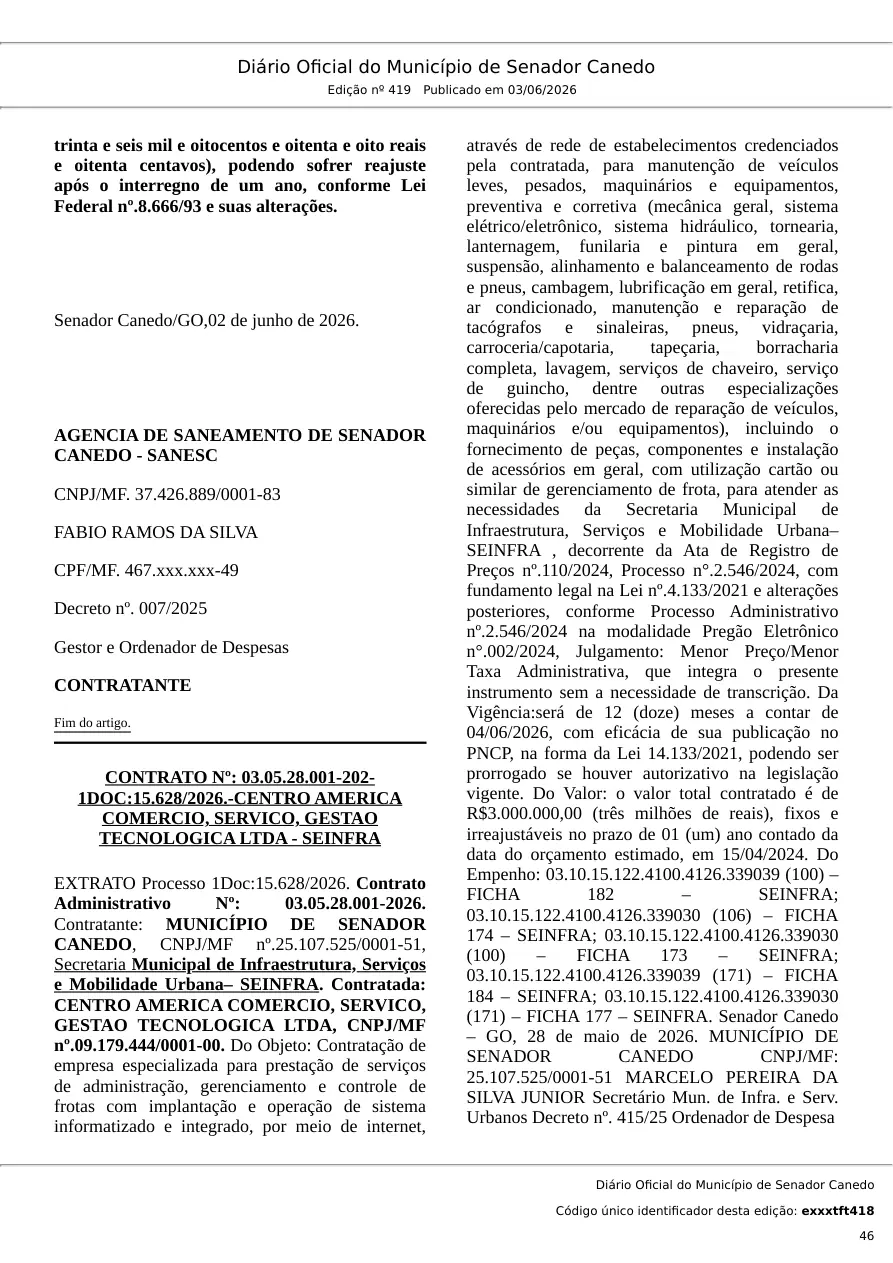 Diário Oficial do Município de Senador Canedo
Edição nº 419 Publicado em 03/06/2026
trinta e seis mil e oitocentos e oitenta e oito reais
e oitenta centavos), podendo sofrer reajuste
após o interregno de um ano, conforme Lei
Federal nº.8.666/93 e suas alterações.
Senador Canedo/GO,02 de junho de 2026.
AGENCIA DE SANEAMENTO DE SENADOR
CANEDO - SANESC
CNPJ/MF. 37.426.889/0001-83
FABIO RAMOS DA SILVA
CPF/MF. 467.xxx.xxx-49
Decreto nº. 007/2025
Gestor e Ordenador de Despesas
CONTRATANTE
Fim do artigo.
CONTRATO Nº: 03.05.28.001-202-
1DOC:15.628/2026.-CENTRO AMERICA
COMERCIO, SERVICO, GESTAO
TECNOLOGICA LTDA - SEINFRA
EXTRATO Processo 1Doc:15.628/2026. Contrato
Administrativo Nº: 03.05.28.001-2026.
Contratante: MUNICÍPIO DE SENADOR
CANEDO, CNPJ/MF nº.25.107.525/0001-51,
Secretaria Municipal de Infraestrutura, Serviços
e Mobilidade Urbana– SEINFRA. Contratada:
CENTRO AMERICA COMERCIO, SERVICO,
GESTAO TECNOLOGICA LTDA, CNPJ/MF
nº.09.179.444/0001-00. Do Objeto: Contratação de
empresa especializada para prestação de serviços
de administração, gerenciamento e controle de
frotas com implantação e operação de sistema
informatizado e integrado, por meio de internet,
através de rede de estabelecimentos credenciados
pela contratada, para manutenção de veículos
leves, pesados, maquinários e equipamentos,
preventiva e corretiva (mecânica geral, sistema
elétrico/eletrônico, sistema hidráulico, tornearia,
lanternagem, funilaria e pintura em geral,
suspensão, alinhamento e balanceamento de rodas
e pneus, cambagem, lubrificação em geral, retifica,
ar condicionado, manutenção e reparação de
tacógrafos e sinaleiras, pneus, vidraçaria,
carroceria/capotaria, tapeçaria, borracharia
completa, lavagem, serviços de chaveiro, serviço
de guincho, dentre outras especializações
oferecidas pelo mercado de reparação de veículos,
maquinários e/ou equipamentos), incluindo o
fornecimento de peças, componentes e instalação
de acessórios em geral, com utilização cartão ou
similar de gerenciamento de frota, para atender as
necessidades da Secretaria Municipal de
Infraestrutura, Serviços e Mobilidade Urbana–
SEINFRA , decorrente da Ata de Registro de
Preços nº.110/2024, Processo n°.2.546/2024, com
fundamento legal na Lei nº.4.133/2021 e alterações
posteriores, conforme Processo Administrativo
nº.2.546/2024 na modalidade Pregão Eletrônico
n°.002/2024, Julgamento: Menor Preço/Menor
Taxa Administrativa, que integra o presente
instrumento sem a necessidade de transcrição. Da
Vigência:será de 12 (doze) meses a contar de
04/06/2026, com eficácia de sua publicação no
PNCP, na forma da Lei 14.133/2021, podendo ser
prorrogado se houver autorizativo na legislação
vigente. Do Valor: o valor total contratado é de
R$3.000.000,00 (três milhões de reais), fixos e
irreajustáveis no prazo de 01 (um) ano contado da
data do orçamento estimado, em 15/04/2024. Do
Empenho: 03.10.15.122.4100.4126.339039 (100) –
FICHA 182 – SEINFRA;
03.10.15.122.4100.4126.339030 (106) – FICHA
174 – SEINFRA; 03.10.15.122.4100.4126.339030
(100) – FICHA 173 – SEINFRA;
03.10.15.122.4100.4126.339039 (171) – FICHA
184 – SEINFRA; 03.10.15.122.4100.4126.339030
(171) – FICHA 177 – SEINFRA. Senador Canedo
– GO, 28 de maio de 2026. MUNICÍPIO DE
SENADOR CANEDO CNPJ/MF:
25.107.525/0001-51 MARCELO PEREIRA DA
SILVA JUNIOR Secretário Mun. de Infra. e Serv.
Urbanos Decreto nº. 415/25 Ordenador de Despesa
Diário Oficial do Município de Senador Canedo
Código único identificador desta edição: exxxtft418
46